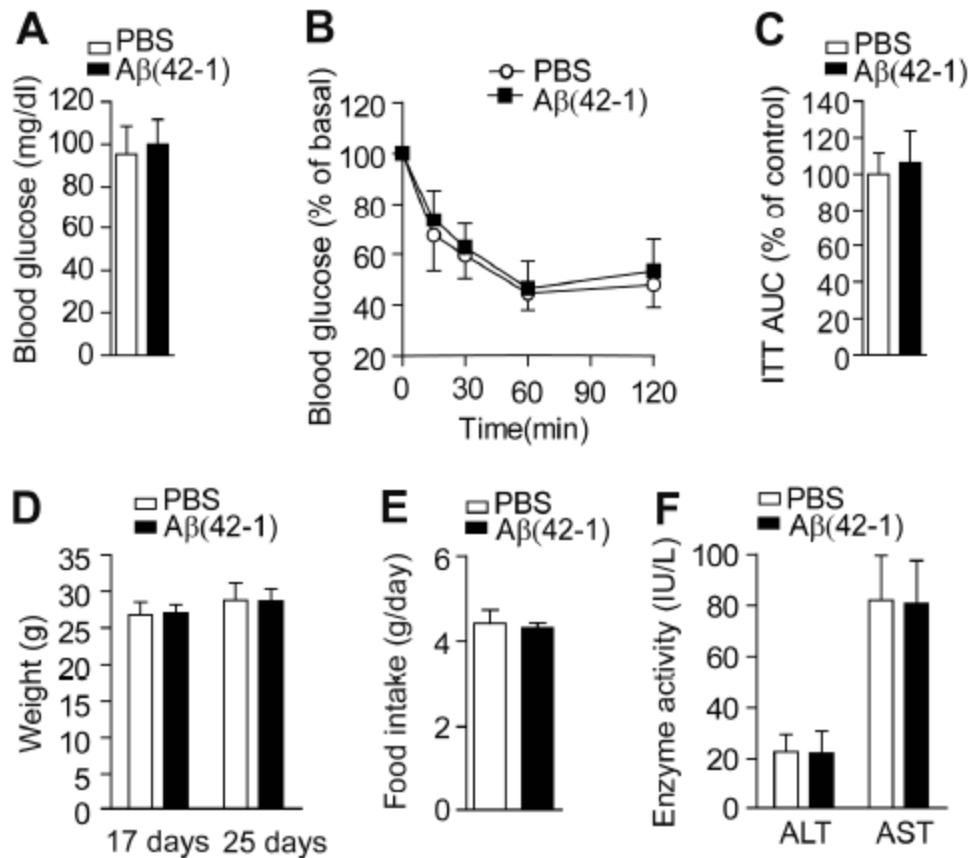 A
PBS
Aβ(42-1)
Blood glucose (mg/dl)
120
100
80
60
40
20
0
B
PBS
Aβ(42-1)
Blood glucose (% of basal)
120
100
80
60
40
20
0 30 60 90 120
Time(min)
C
PBS
Aβ(42-1)
ITT AUC (% of control)
140
120
100
80
60
40
20
0
D
PBS
Aβ(42-1)
Weight (g)
35
30
25
20
15
10
5
0
17 days 25 days
E
PBS
Aβ(42-1)
Food intake (g/day)
6
4
2
0
F
PBS
Aβ(42-1)
Enzyme activity (IU/L)
100
80
60
40
20
0
ALT AST